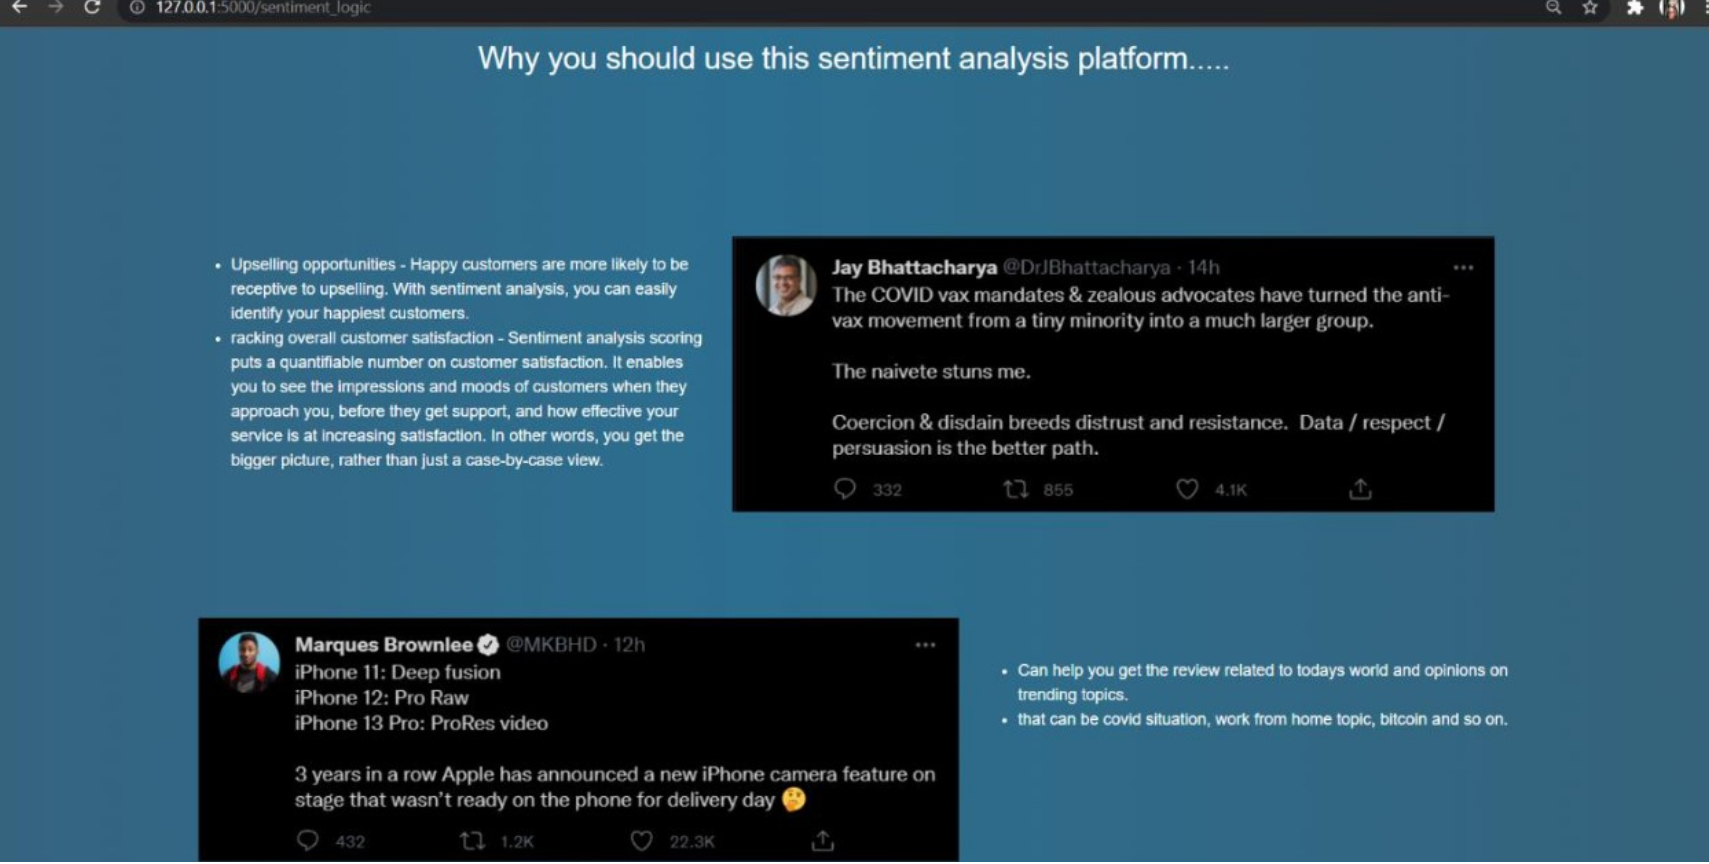 127.0.0.1:5000/sentiment_logic
Why you should use this sentiment analysis platform.....
Upselling opportunities - Happy customers are more likely to be
receptive to upselling. With sentiment analysis, you can easily
identify your happiest customers.
racking overall customer satisfaction - Sentiment analysis scoring
puts a quantifiable number on customer satisfaction. It enables
you to see the impressions and moods of customers when they
approach you, before they get support, and how effective your
service is at increasing satisfaction. In other words, you get the
bigger picture, rather than just a case-by-case view.
Jay Bhattacharya @DrJBhattacharya · 14h
The COVID vax mandates & zealous advocates have turned the anti-
vax movement from a tiny minority into a much larger group.
The naivete stuns me.
Coercion & disdain breeds distrust and resistance. Data / respect /
persuasion is the better path.
332 855 4.1K
Marques Brownlee @MKBHD · 12h
iPhone 11: Deep fusion
iPhone 12: Pro Raw
iPhone 13 Pro: ProRes video
3 years in a row Apple has announced a new iPhone camera feature on
stage that wasn't ready on the phone for delivery day 🤔
432 1.2K 22.3K
Can help you get the review related to todays world and opinions on
trending topics.
that can be covid situation, work from home topic, bitcoin and so on.